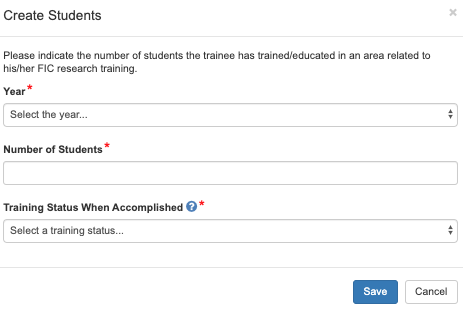 Create Students
×
Please indicate the number of students the trainee has trained/educated in an area related to
his/her FIC research training.
Year*
Select the year...
Number of Students*
Training Status When Accomplished ? *
Select a training status...
Save Cancel